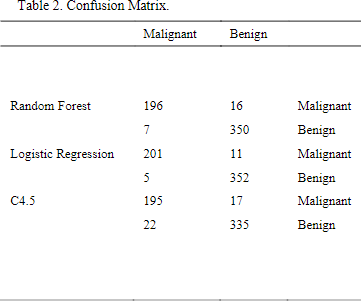 Table 2. Confusion Matrix.
Malignant Benign
Random Forest 196 16 Malignant
7 350 Benign
Logistic Regression 201 11 Malignant
5 352 Benign
C4.5 195 17 Malignant
22 335 Benign